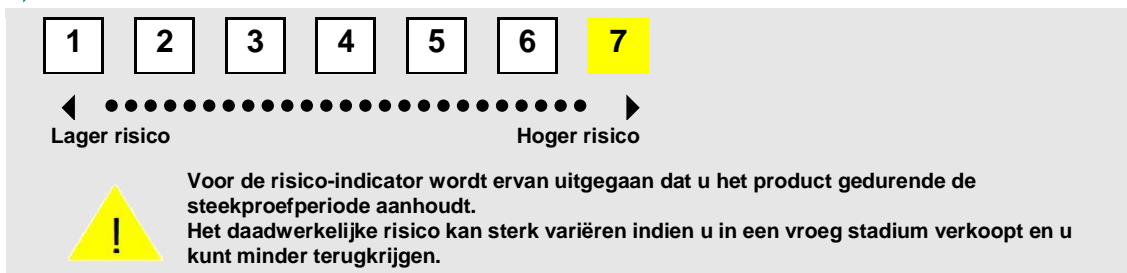 1 2 3 4 5 6 7
Lager risico Hoger risico
Voor de risico-indicator wordt ervan uitgegaan dat u het product gedurende de
steekproefperiode aanhoudt.
Het daadwerkelijke risico kan sterk variëren indien u in een vroeg stadium verkoopt en u
kunt minder terugkrijgen.
!